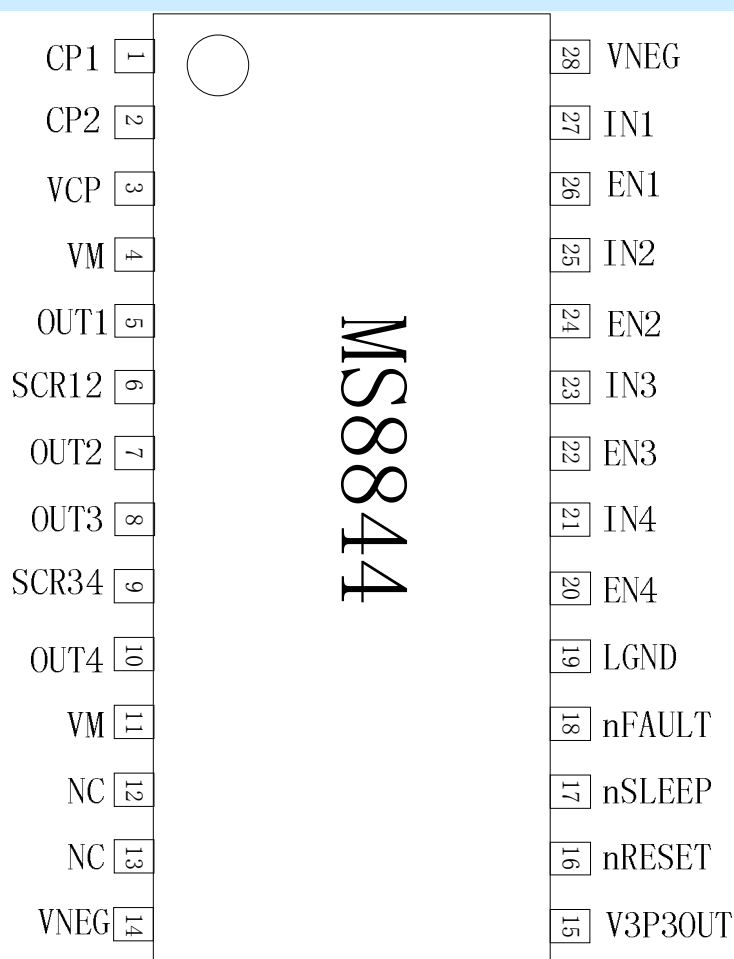 CP1 1
CP2 2
VCP 3
VM 4
OUT1 5
SCR12 6
OUT2 7
OUT3 8
SCR34 9
OUT4 10
VM 11
NC 12
NC 13
VNEG 14
MS8844
28 VNEG
27 IN1
26 EN1
25 IN2
24 EN2
23 IN3
22 EN3
21 IN4
20 EN4
19 LGND
18 nFAULT
17 nSLEEP
16 nRESET
15 V3P3OUT